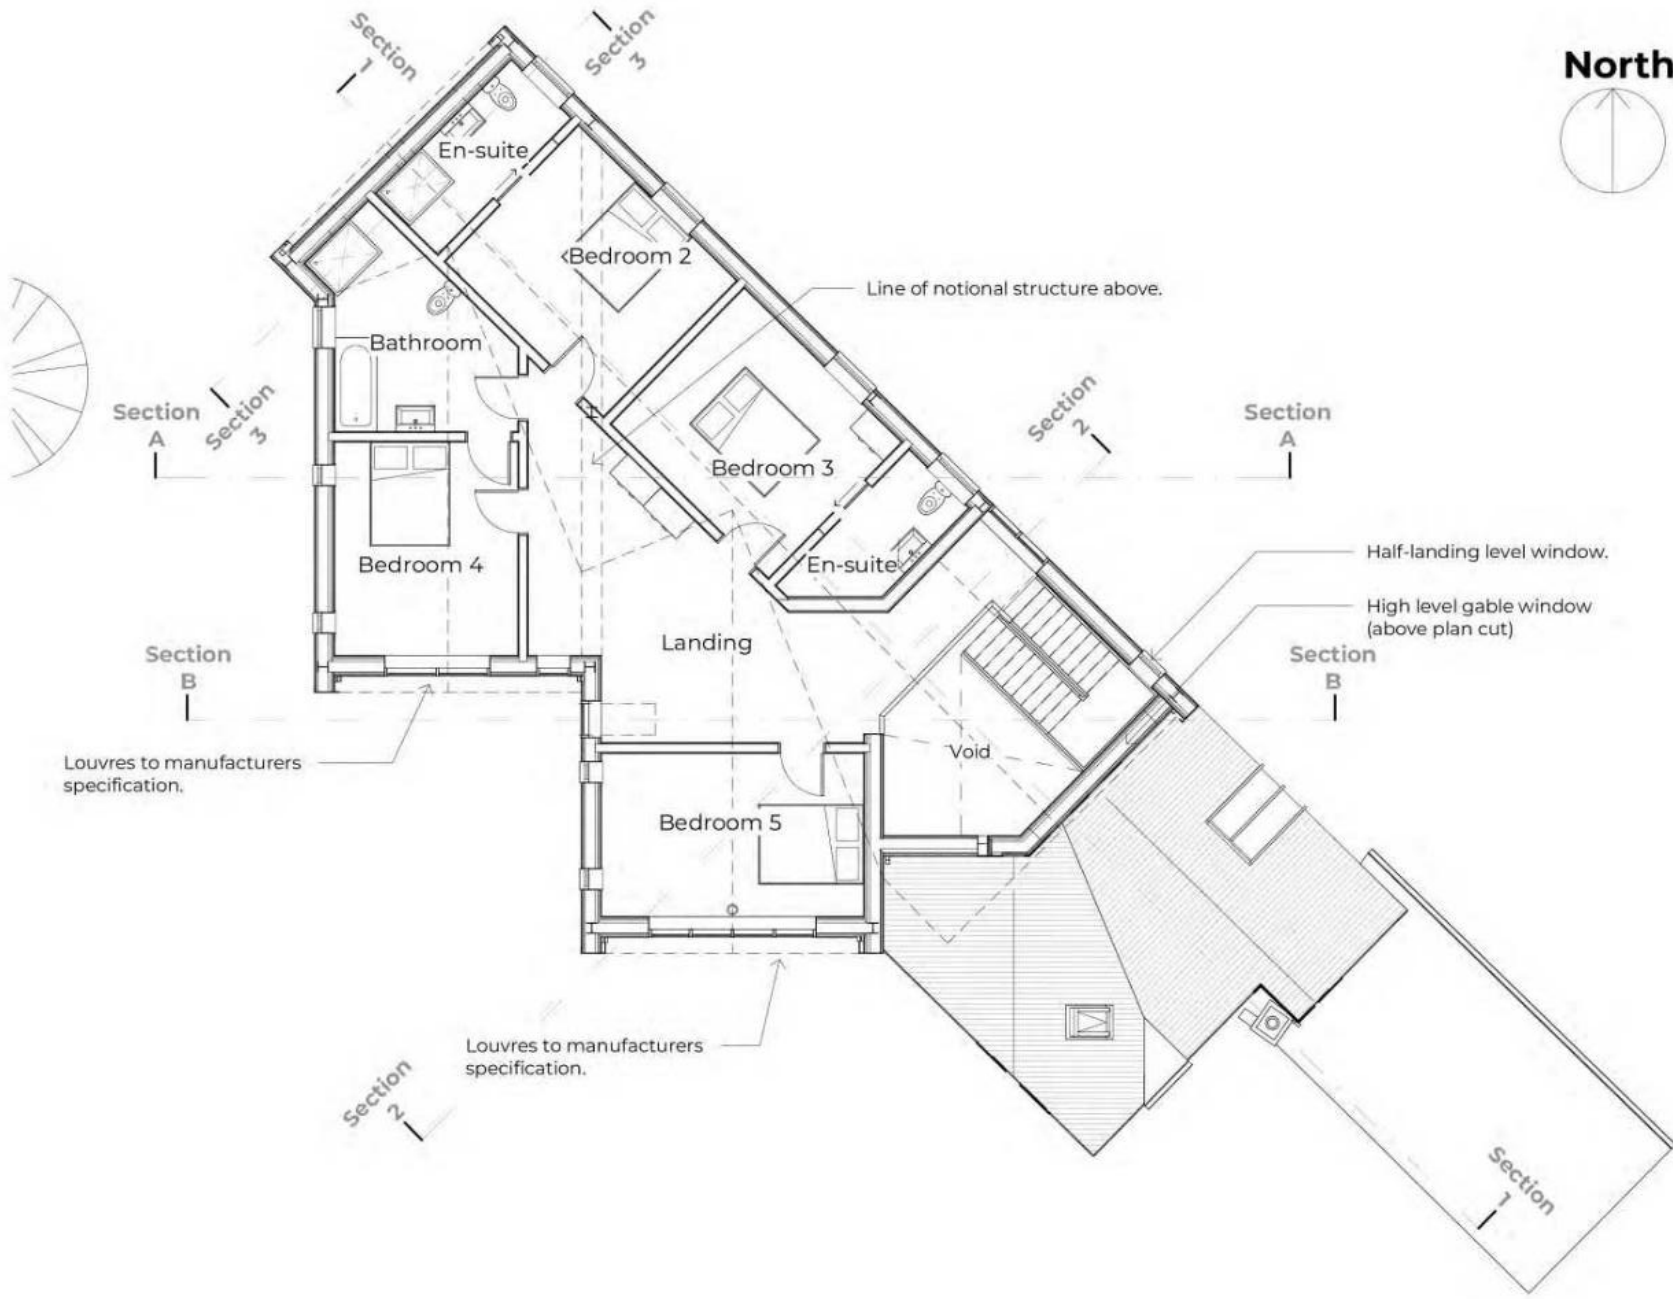 North
Section
1
Section
3
En-suite
Bedroom 2
Line of notional structure above.
Bathroom
Section
A
Section
3
Section
2
Section
A
Bedroom 3
Bedroom 4
En-suite
Half-landing level window.
High level gable window
(above plan cut)
Landing
Section
B
Section
B
Void
Louvres to manufacturers
specification.
Bedroom 5
Louvres to manufacturers
specification.
Section
2
Section
1